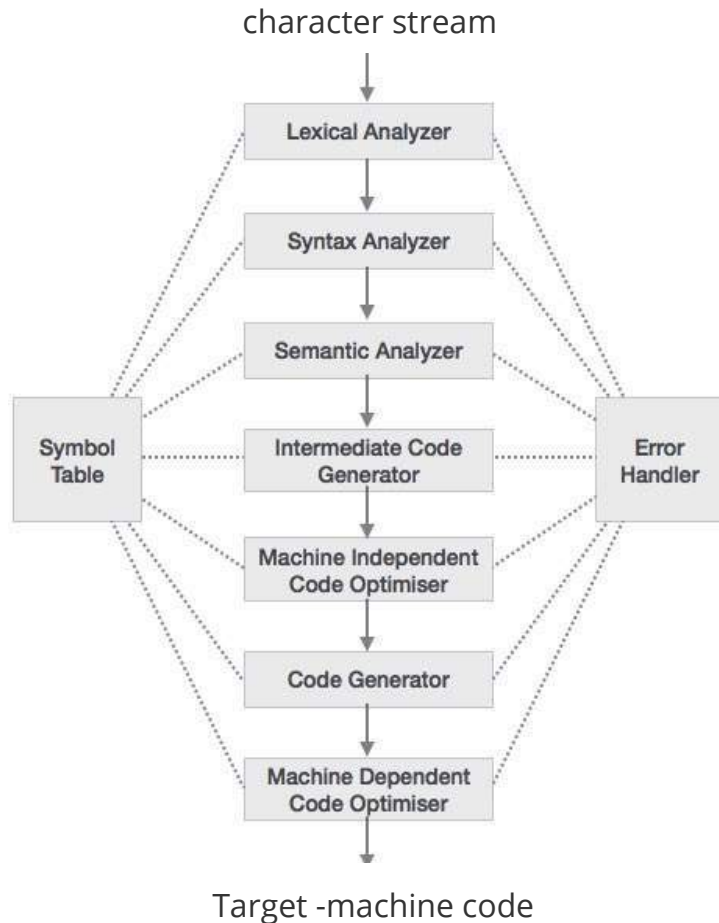 character stream
Lexical Analyzer
Syntax Analyzer
Semantic Analyzer
Symbol
Table
Intermediate Code
Generator
Error
Handler
Machine Independent
Code Optimiser
Code Generator
Machine Dependent
Code Optimiser
Target -machine code